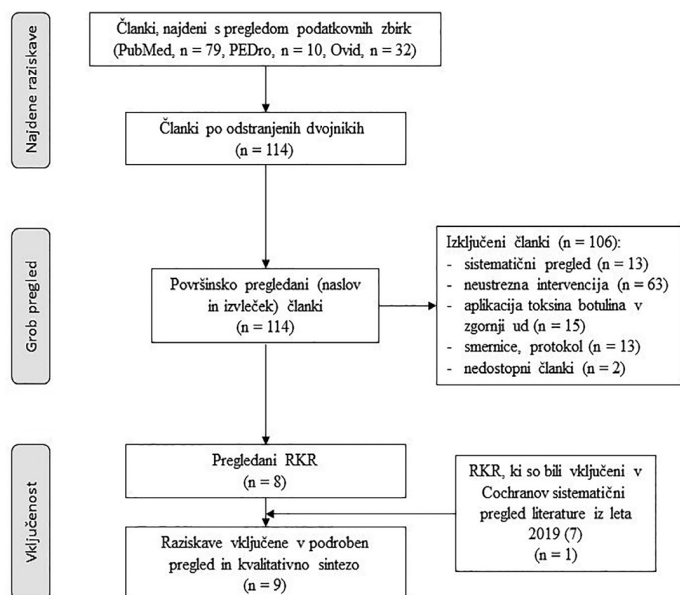 Najdene raziskave
Članki, najdeni s pregledom podatkovnih zbirk
(PubMed, n = 79, PEDro, n = 10, Ovid, n = 32)
Članki po odstranjenih dvojnikih
(n = 114)
Grob pregled
Površinsko pregledani (naslov
in izvleček) članki
(n = 114)
Izključeni članki (n = 106):
- sistematični pregled (n = 13)
- neustrezna intervencija (n = 63)
- aplikacija toksina botulina v
zgornji ud (n = 15)
- smernice, protokol (n = 13)
- nedostopni članki (n = 2)
Vključenost
Pregledani RKR
(n = 8)
RKR, ki so bili vključeni v
Cochranov sistematični
pregled literature iz leta
2019 (7)
(n = 1)
Raziskave vključene v podroben
pregled in kvalitativno sintezo
(n = 9)